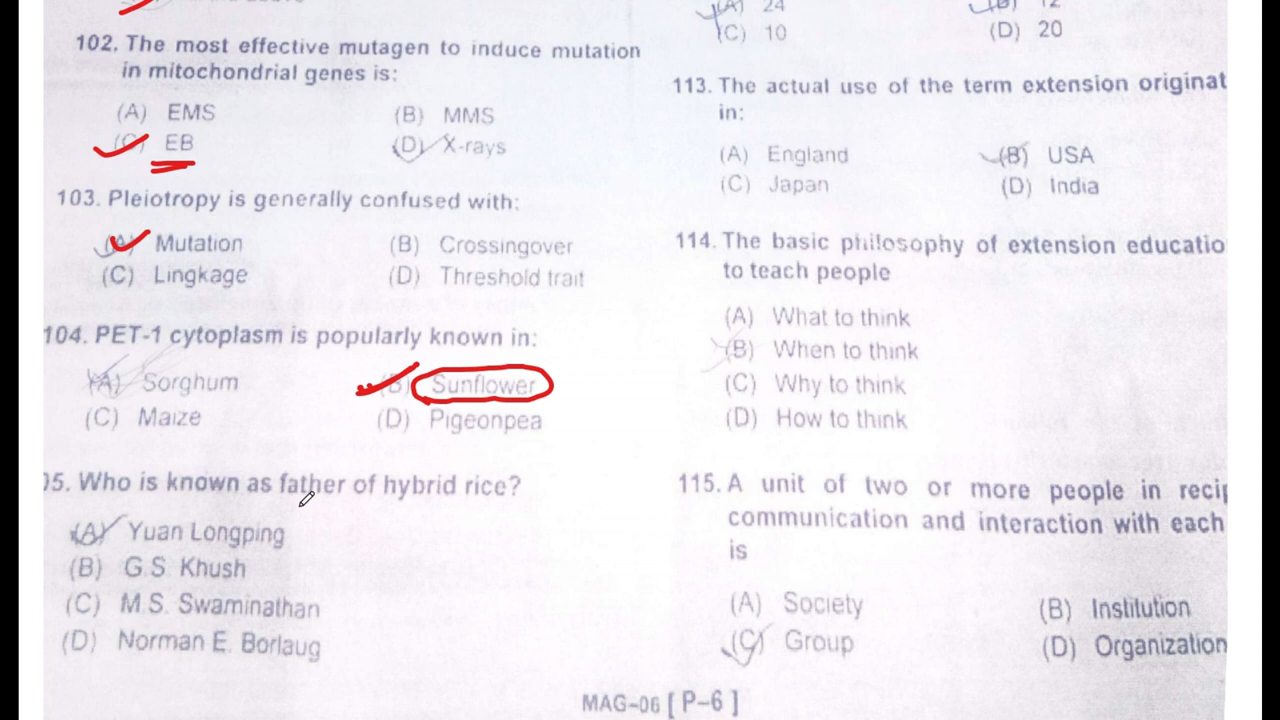 102. The most effective mutagen to induce mutation
in mitochondrial genes is:
(A) EMS (B) MMS
(C) EB (D) X-rays
103. Pleiotropy is generally confused with:
(A) Mutation (B) Crossingover
(C) Lingkage (D) Threshold trait
104. PET-1 cytoplasm is popularly known in:
(A) Sorghum (B) Sunflower
(C) Maize (D) Pigeonpea
05. Who is known as father of hybrid rice?
(A) Yuan Longping
(B) G.S. Khush
(C) M.S. Swaminathan
(D) Norman E. Borlaug
(A) 24 (B) 12
(C) 10 (D) 20
113. The actual use of the term extension originat
in:
(A) England (B) USA
(C) Japan (D) India
114. The basic philosophy of extension educatio
to teach people
(A) What to think
(B) When to think
(C) Why to think
(D) How to think
115. A unit of two or more people in recip
communication and interaction with each
is
(A) Society (B) Institution
(C) Group (D) Organization
MAG-06 [ P-6 ]